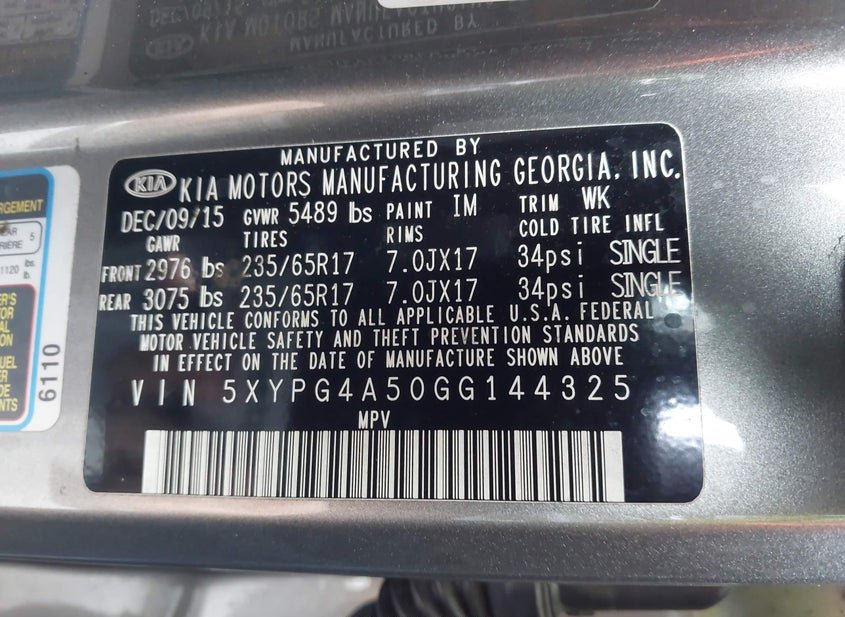 MANUFACTURED BY
KIA KIA MOTORS MANUFACTURING GEORGIA, INC.
DEC/09/15 GVWR 5489 lbs PAINT IM TRIM WK
GAWR TIRES RIMS COLD TIRE INFL
FRONT 2976 lbs 235/65R17 7.0JX17 34psi SINGLE
REAR 3075 lbs 235/65R17 7.0JX17 34psi SINGLE
THIS VEHICLE CONFORMS TO ALL APPLICABLE U.S.A. FEDERAL
MOTOR VEHICLE SAFETY AND THEFT PREVENTION STANDARDS
IN EFFECT ON THE DATE OF MANUFACTURE SHOWN ABOVE
VIN 5XYPG4A50GG144325
MPV
6110